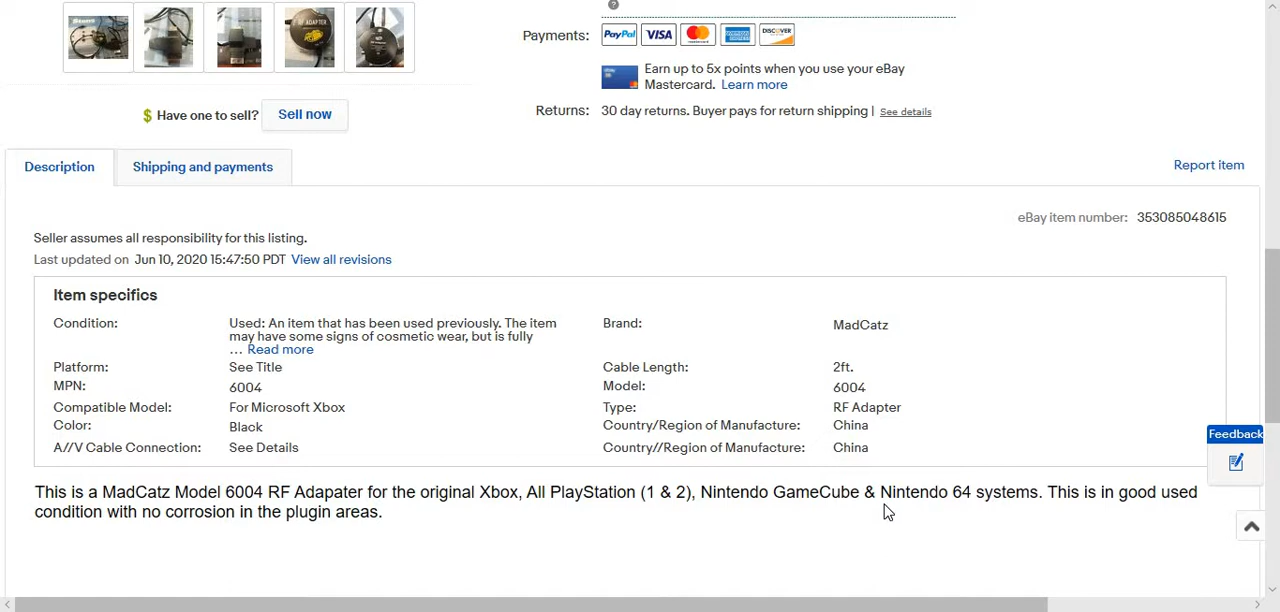 Payments: PayPal VISA MasterCard DISCOVER
Earn up to 5x points when you use your eBay
Mastercard. Learn more
$ Have one to sell? Sell now
Returns: 30 day returns. Buyer pays for return shipping | See details
Description Shipping and payments Report item
eBay item number: 353085048615
Seller assumes all responsibility for this listing.
Last updated on Jun 10, 2020 15:47:50 PDT View all revisions
Item specifics
Condition: Used: An item that has been used previously. The item Brand: MadCatz
may have some signs of cosmetic wear, but is fully
... Read more
Platform: See Title Cable Length: 2ft.
MPN: 6004 Model: 6004
Compatible Model: For Microsoft Xbox Type: RF Adapter
Color: Black Country/Region of Manufacture: China
A//V Cable Connection: See Details Country//Region of Manufacture: China
Feedback
This is a MadCatz Model 6004 RF Adapater for the original Xbox, All PlayStation (1 & 2), Nintendo GameCube & Nintendo 64 systems. This is in good used
condition with no corrosion in the plugin areas.